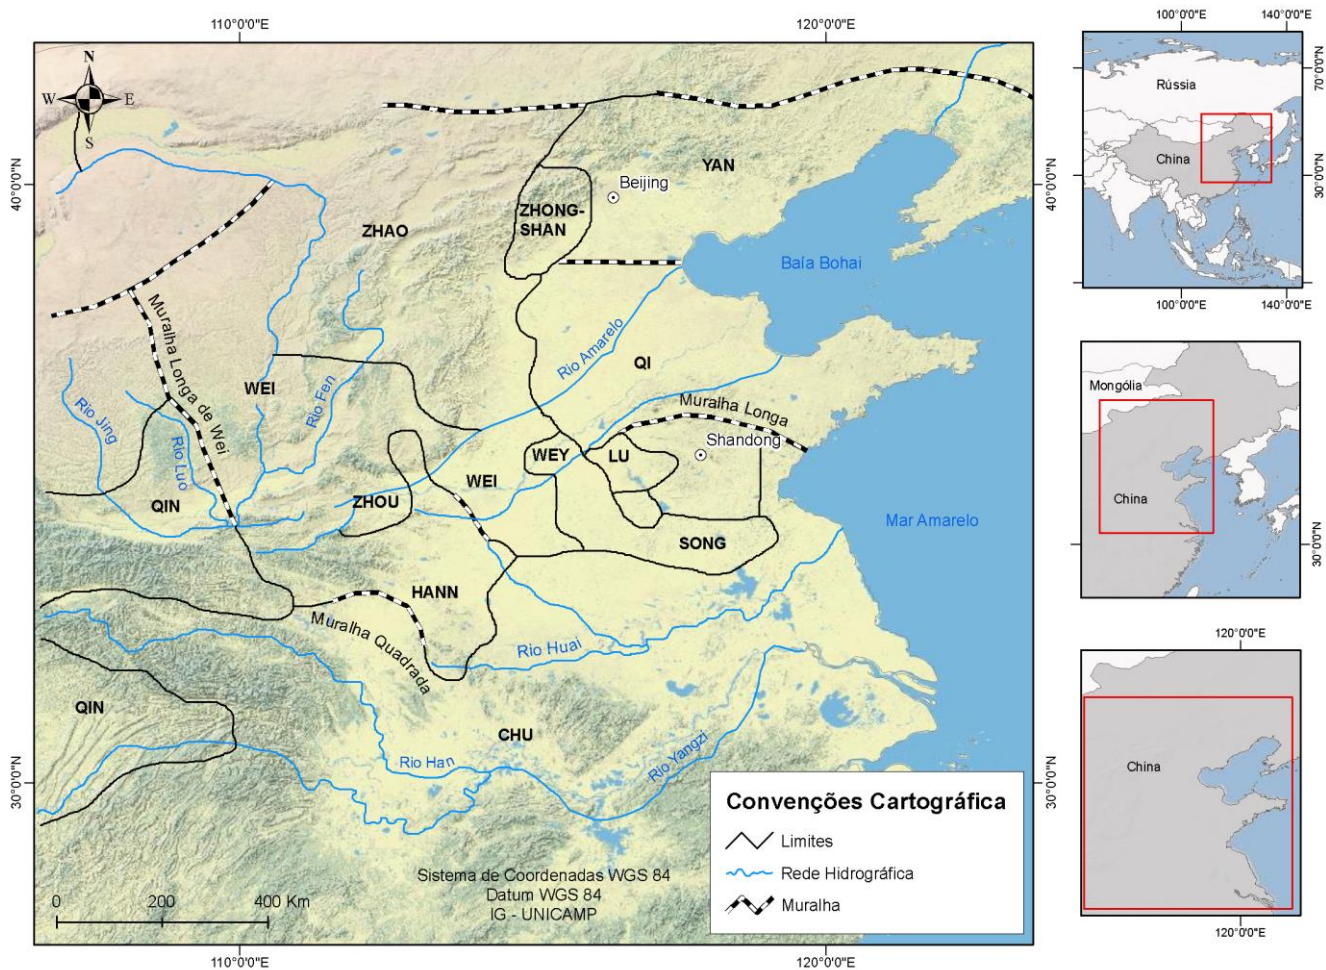 110°0'0"E
120°0'0"E
40°0'0"N
30°0'0"N
40°0'0"N
30°0'0"N
110°0'0"E
120°0'0"E
N
W
E
S
YAN
Beijing
ZHONG-
SHAN
ZHAO
Baía Bohai
Muralha Longa de Wei
Rio Amarelo
QI
WEI
Rio Fen
Rio Jing
Rio Luo
Muralha Longa
Shandong
WEY
LU
WEI
QIN
ZHOU
Mar Amarelo
SONG
HANN
Muralha Quadrada
Rio Huai
QIN
CHU
Rio Han
Rio Yangzi
Convenções Cartográfica
Limites
Rede Hidrográfica
Muralha
Sistema de Coordenadas WGS 84
Datum WGS 84
IG - UNICAMP
0
200
400 Km
100°0'0"E
140°0'0"E
Rússia
China
70°0'0"N
30°0'0"N
100°0'0"E
140°0'0"E
Mongólia
China
30°0'0"N
120°0'0"E
China
120°0'0"E